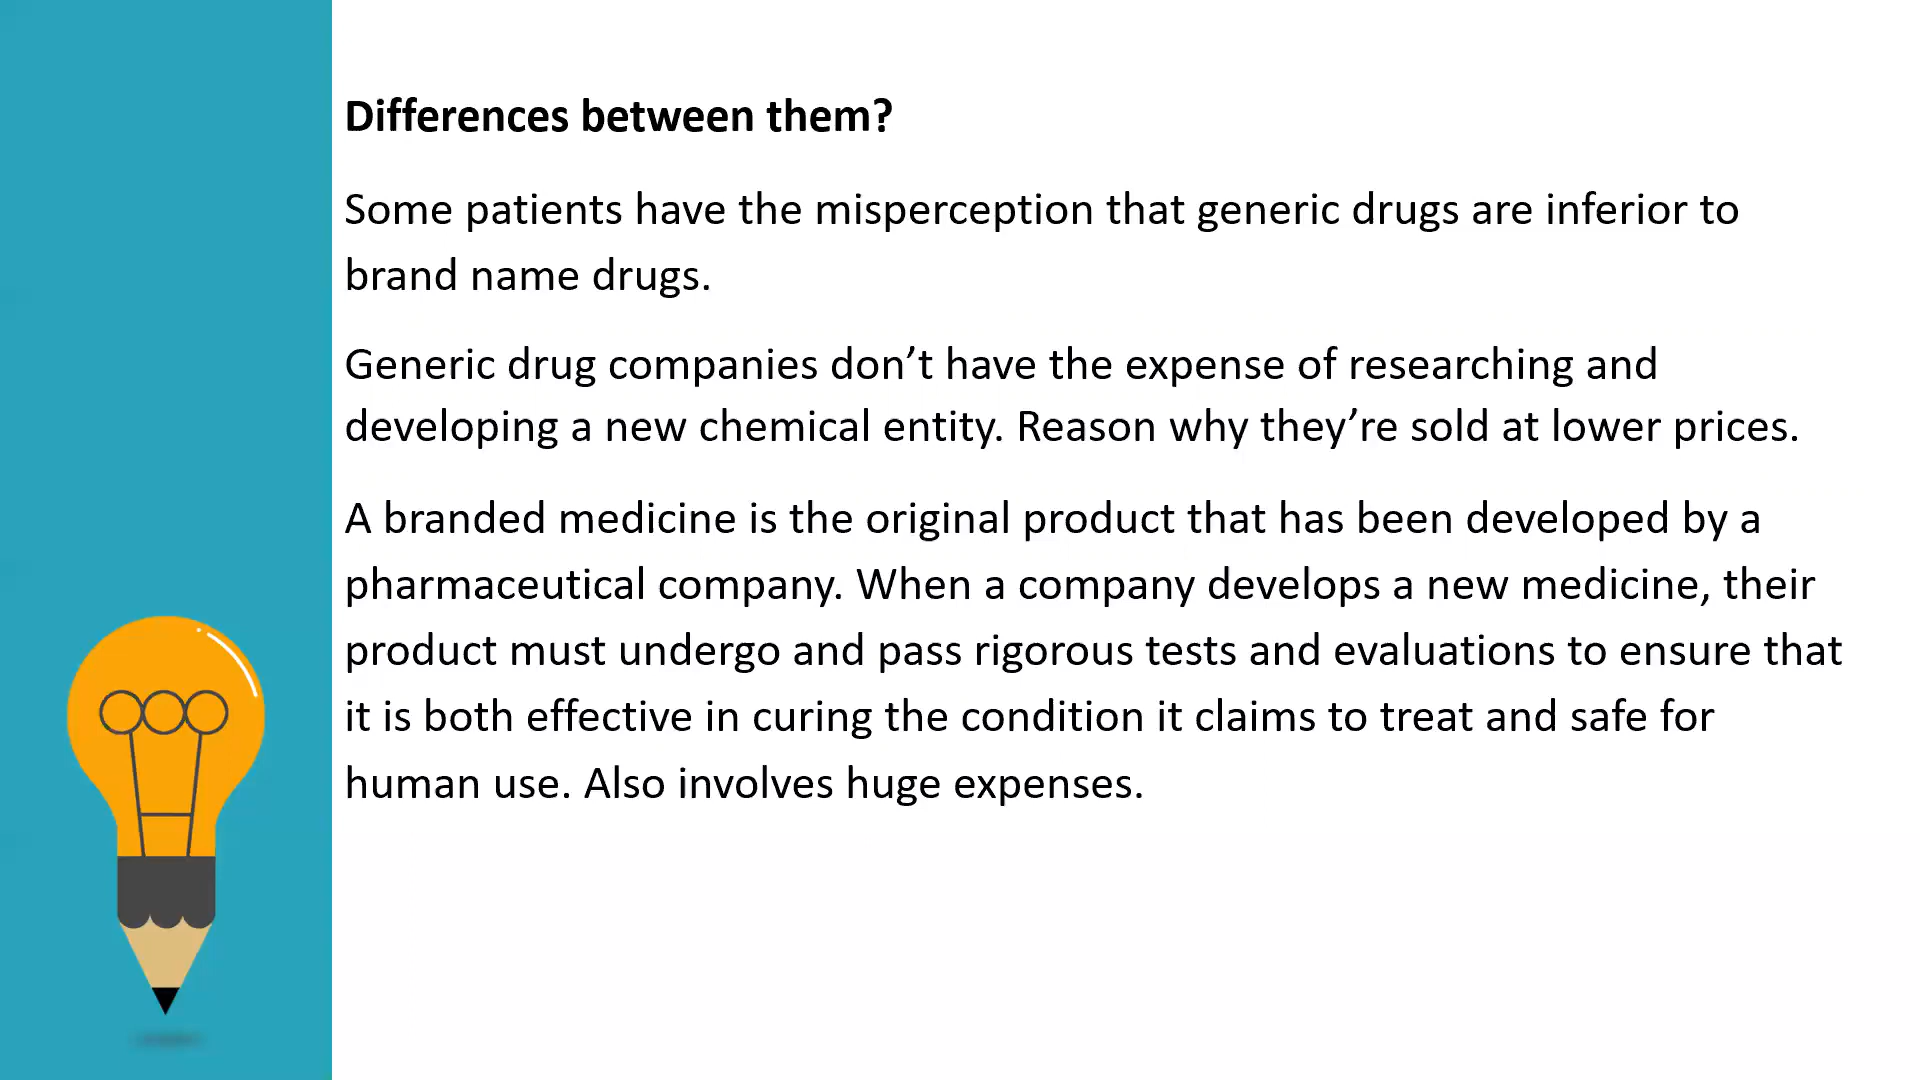 Differences between them?
Some patients have the misperception that generic drugs are inferior to
brand name drugs.
Generic drug companies don’t have the expense of researching and
developing a new chemical entity. Reason why they’re sold at lower prices.
A branded medicine is the original product that has been developed by a
pharmaceutical company. When a company develops a new medicine, their
product must undergo and pass rigorous tests and evaluations to ensure that
it is both effective in curing the condition it claims to treat and safe for
human use. Also involves huge expenses.